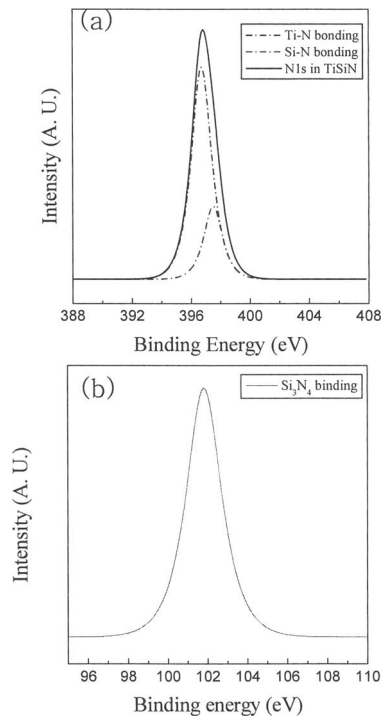 (a)
Ti-N bonding
Si-N bonding
N1s in TiSiN
Intensity (A. U.)
388 392 396 400 404 408
Binding Energy (eV)
(b)
Si₃N₄ binding
Intensity (A. U.)
96 98 100 102 104 106 108 110
Binding energy (eV)